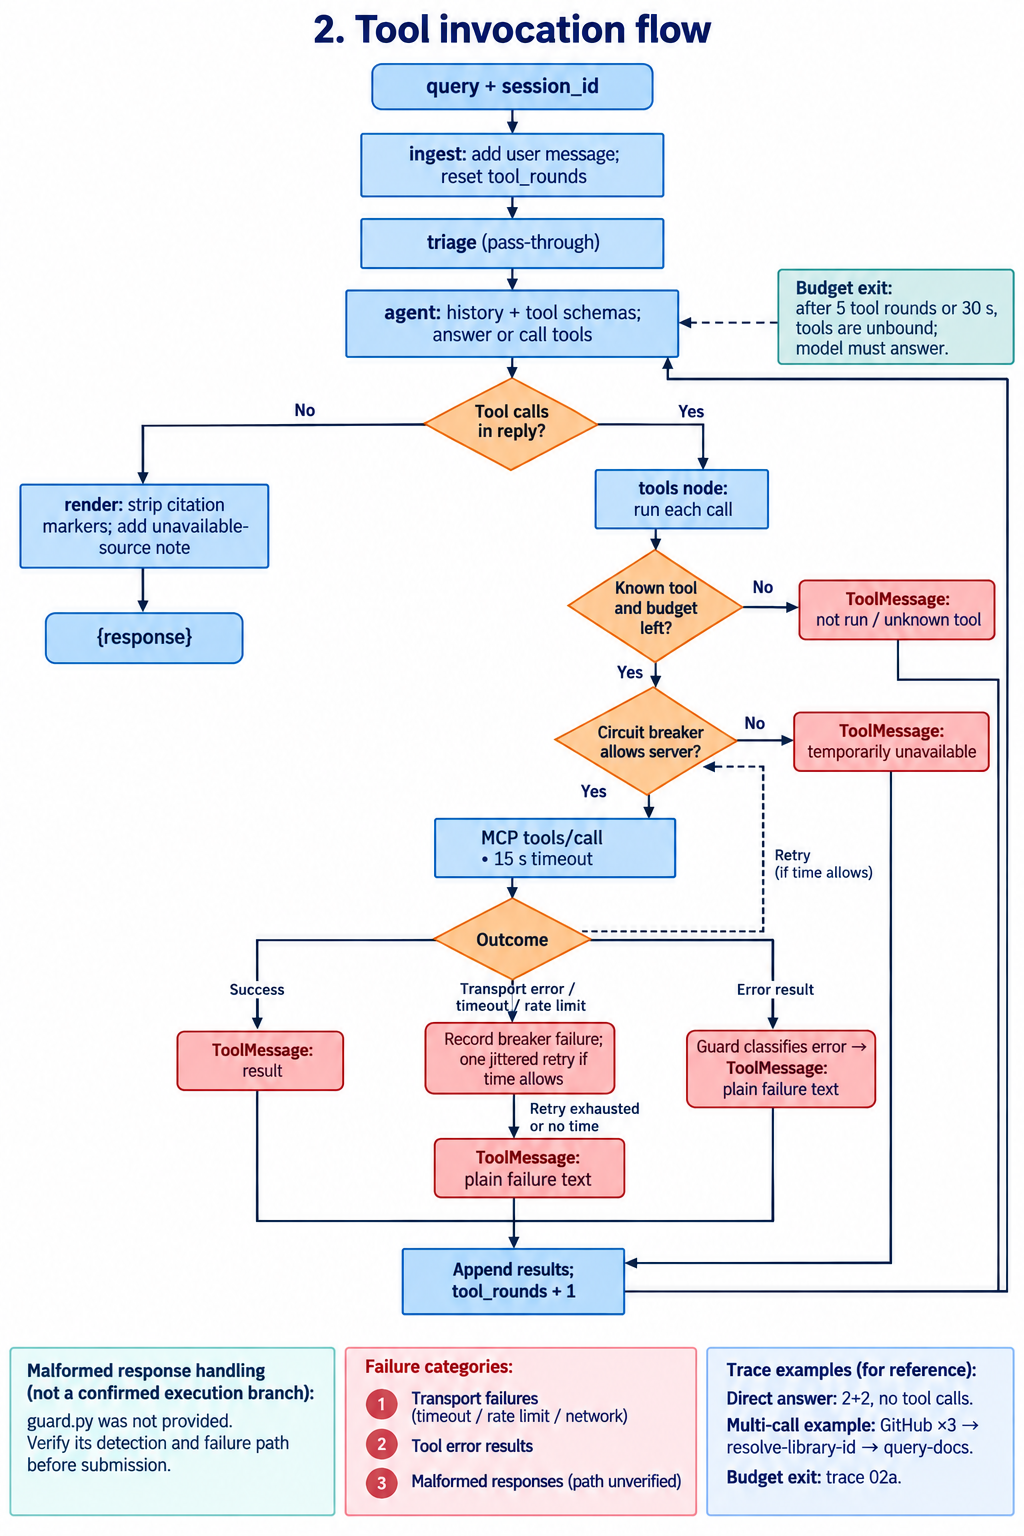 2. Tool invocation flow
query + session_id
ingest: add user message;
reset tool_rounds
triage (pass-through)
agent: history + tool schemas;
answer or call tools
Budget exit:
after 5 tool rounds or 30 s,
tools are unbound;
model must answer.
Tool calls
in reply?
No
Yes
render: strip citation
markers; add unavailable-
source note
{response}
tools node:
run each call
Known tool
and budget
left?
No
ToolMessage:
not run / unknown tool
Yes
Circuit breaker
allows server?
No
ToolMessage:
temporarily unavailable
Yes
MCP tools/call
• 15 s timeout
Retry
(if time allows)
Outcome
Success
Transport error /
timeout / rate limit
Error result
ToolMessage:
result
Record breaker failure;
one jittered retry if
time allows
Guard classifies error →
ToolMessage:
plain failure text
Retry exhausted
or no time
ToolMessage:
plain failure text
Append results;
tool_rounds + 1
Malformed response handling
(not a confirmed execution branch):
guard.py was not provided.
Verify its detection and failure path
before submission.
Failure categories:
1 Transport failures
(timeout / rate limit / network)
2 Tool error results
3 Malformed responses (path unverified)
Trace examples (for reference):
Direct answer: 2+2, no tool calls.
Multi-call example: GitHub ×3 →
resolve-library-id → query-docs.
Budget exit: trace 02a.